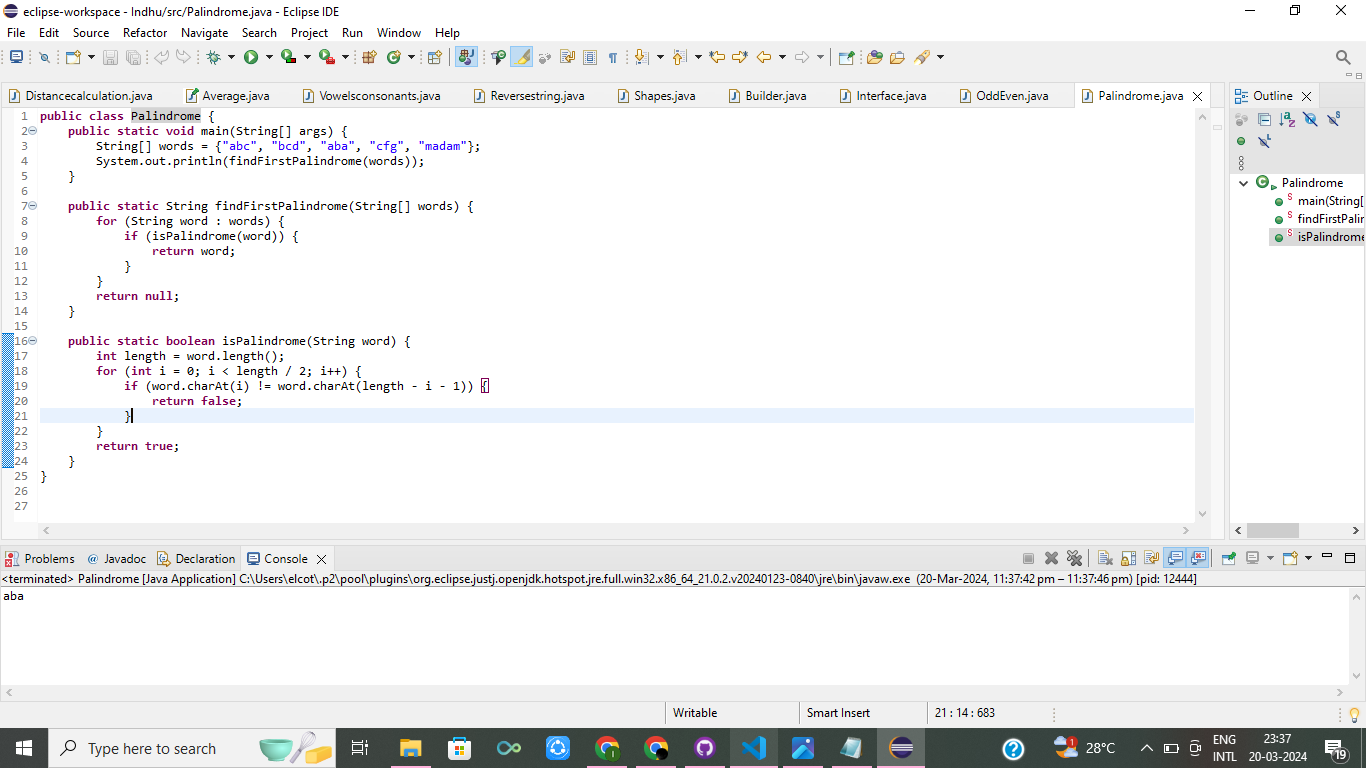 eclipse-workspace - Indhu/src/Palindrome.java - Eclipse IDE
File Edit Source Refactor Navigate Search Project Run Window Help
Distancecalculation.java Average.java Vowelsconsonants.java Reversestring.java Shapes.java Builder.java Interface.java OddEven.java Palindrome.java Outline
1 public class Palindrome {
2 public static void main(String[] args) {
3 String[] words = {"abc", "bcd", "aba", "cfg", "madam"};
4 System.out.println(findFirstPalindrome(words));
5 }
6
7 public static String findFirstPalindrome(String[] words) {
8 for (String word : words) {
9 if (isPalindrome(word)) {
10 return word;
11 }
12 }
13 return null;
14 }
15
16 public static boolean isPalindrome(String word) {
17 int length = word.length();
18 for (int i = 0; i < length / 2; i++) {
19 if (word.charAt(i) != word.charAt(length - i - 1)) {
20 return false;
21 }
22 }
23 return true;
24 }
25 }
26
27
Palindrome
main(String[
findFirstPalin
isPalindrome
Problems @ Javadoc Declaration Console
<terminated> Palindrome [Java Application] C:\Users\elcot\.p2\pool\plugins\org.eclipse.justj.openjdk.hotspot.jre.full.win32.x86_64_21.0.2.v20240123-0840\jre\bin\javaw.exe (20-Mar-2024, 11:37:42 pm – 11:37:46 pm) [pid: 12444]
aba
Writable Smart Insert 21 : 14 : 683
Type here to search
28°C
ENG
INTL
23:37
20-03-2024
19